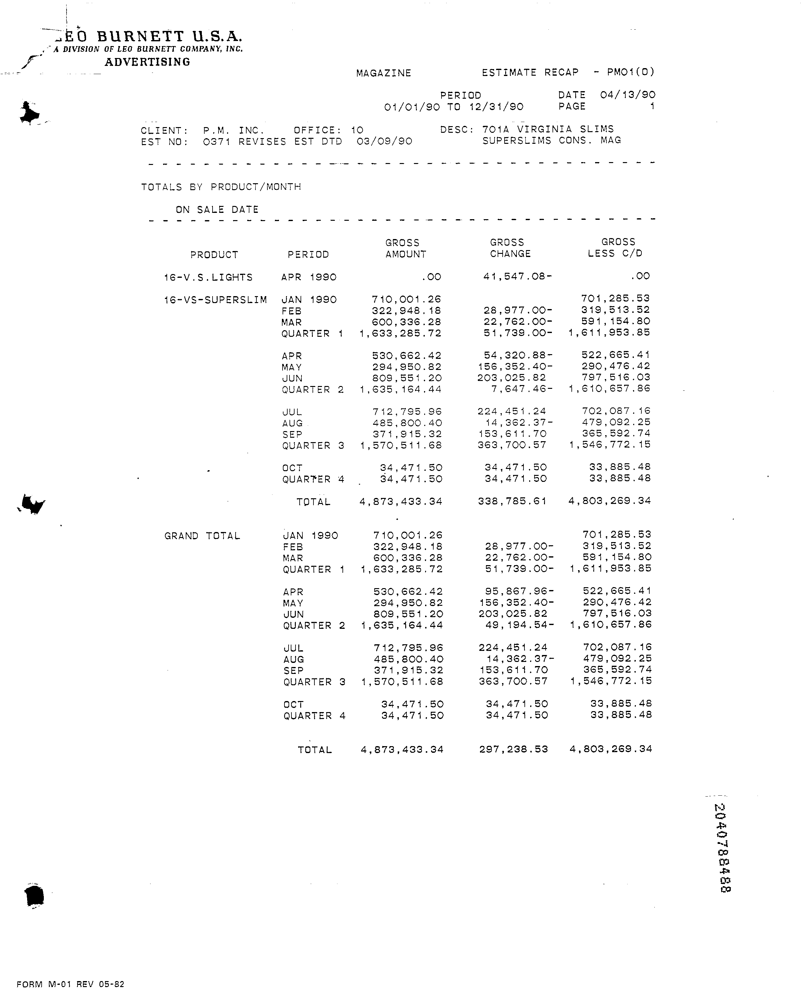 LEO BURNETT U.S.A.
A DIVISION OF LEO BURNETT COMPANY, INC.
ADVERTISING
MAGAZINE ESTIMATE RECAP - PM01(0)
PERIOD DATE 04/13/90
01/01/90 TO 12/31/90 PAGE 1
CLIENT: P.M. INC. OFFICE: 10 DESC: 701A VIRGINIA SLIMS
EST NO: 0371 REVISES EST DTD 03/09/90 SUPERSLIMS CONS. MAG
TOTALS BY PRODUCT/MONTH
ON SALE DATE
GROSS GROSS GROSS
PRODUCT PERIOD AMOUNT CHANGE LESS C/D
16-V.S.LIGHTS APR 1990 .00 41,547.08- .00
16-VS-SUPERSLIM JAN 1990 710,001.26 701,285.53
FEB 322,948.18 28,977.00- 319,513.52
MAR 600,336.28 22,762.00- 591,154.80
QUARTER 1 1,633,285.72 51,739.00- 1,611,953.85
APR 530,662.42 54,320.88- 522,665.41
MAY 294,950.82 156,352.40- 290,476.42
JUN 809,551.20 203,025.82 797,516.03
QUARTER 2 1,635,164.44 7,647.46- 1,610,657.86
JUL 712,795.96 224,451.24 702,087.16
AUG 485,800.40 14,362.37- 479,092.25
SEP 371,915.32 153,611.70 365,592.74
QUARTER 3 1,570,511.68 363,700.57 1,546,772.15
OCT 34,471.50 34,471.50 33,885.48
QUARTER 4 34,471.50 34,471.50 33,885.48
TOTAL 4,873,433.34 338,785.61 4,803,269.34
GRAND TOTAL JAN 1990 710,001.26 701,285.53
FEB 322,948.18 28,977.00- 319,513.52
MAR 600,336.28 22,762.00- 591,154.80
QUARTER 1 1,633,285.72 51,739.00- 1,611,953.85
APR 530,662.42 95,867.96- 522,665.41
MAY 294,950.82 156,352.40- 290,476.42
JUN 809,551.20 203,025.82 797,516.03
QUARTER 2 1,635,164.44 49,194.54- 1,610,657.86
JUL 712,795.96 224,451.24 702,087.16
AUG 485,800.40 14,362.37- 479,092.25
SEP 371,915.32 153,611.70 365,592.74
QUARTER 3 1,570,511.68 363,700.57 1,546,772.15
OCT 34,471.50 34,471.50 33,885.48
QUARTER 4 34,471.50 34,471.50 33,885.48
TOTAL 4,873,433.34 297,238.53 4,803,269.34
2040788488
FORM M-01 REV 05-82